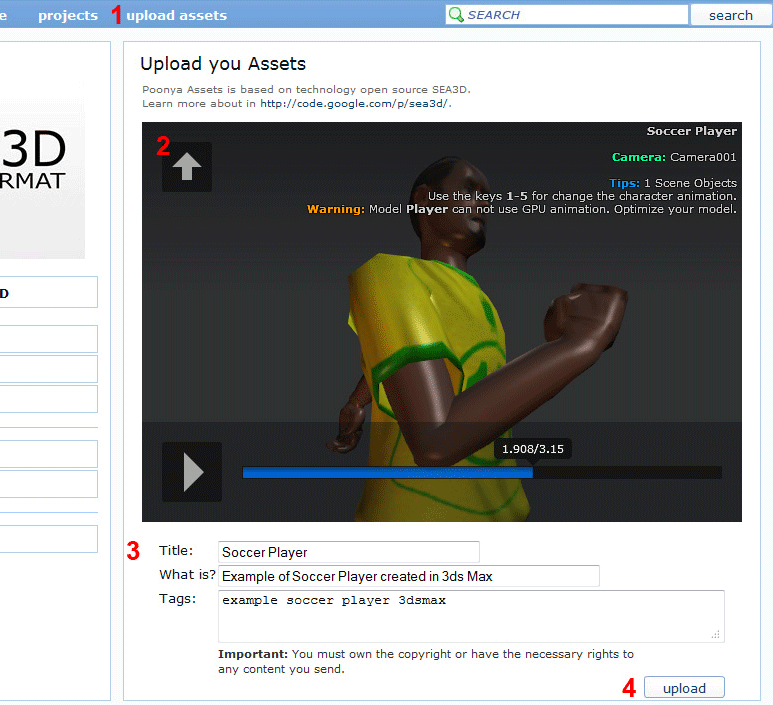 e projects 1 upload assets SEARCH search
3D
RMAT
D
Upload you Assets
Poonya Assets is based on technology open source SEA3D.
Learn more about in http://code.google.com/p/sea3d/.
2
Soccer Player
Camera: Camera001
Tips: 1 Scene Objects
Use the keys 1-5 for change the character animation.
Warning: Model Player can not use GPU animation. Optimize your model.
1.908/3.15
3 Title: Soccer Player
What is? Example of Soccer Player created in 3ds Max
Tags: example soccer player 3dsmax
Important: You must own the copyright or have the necessary rights to
any content you send.
4 upload